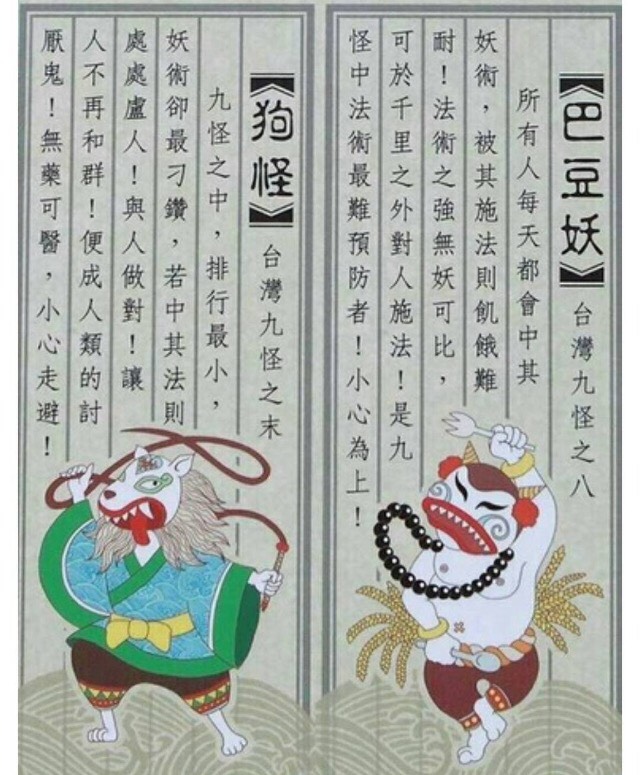 《巴豆妖》台灣九怪之八
所有人每天都會中其
妖術，被其施法則飢餓難
耐！法術之強無妖可比，
可於千里之外對人施法！是九
怪中法術最難預防者！小心為上！
《狗怪》台灣九怪之末
九怪之中，排行最小，
妖術卻最刁鑽，若中其法則
處處盧人！與人做對！讓
人不再和群！便成人類的討
厭鬼！無藥可醫，小心走避！